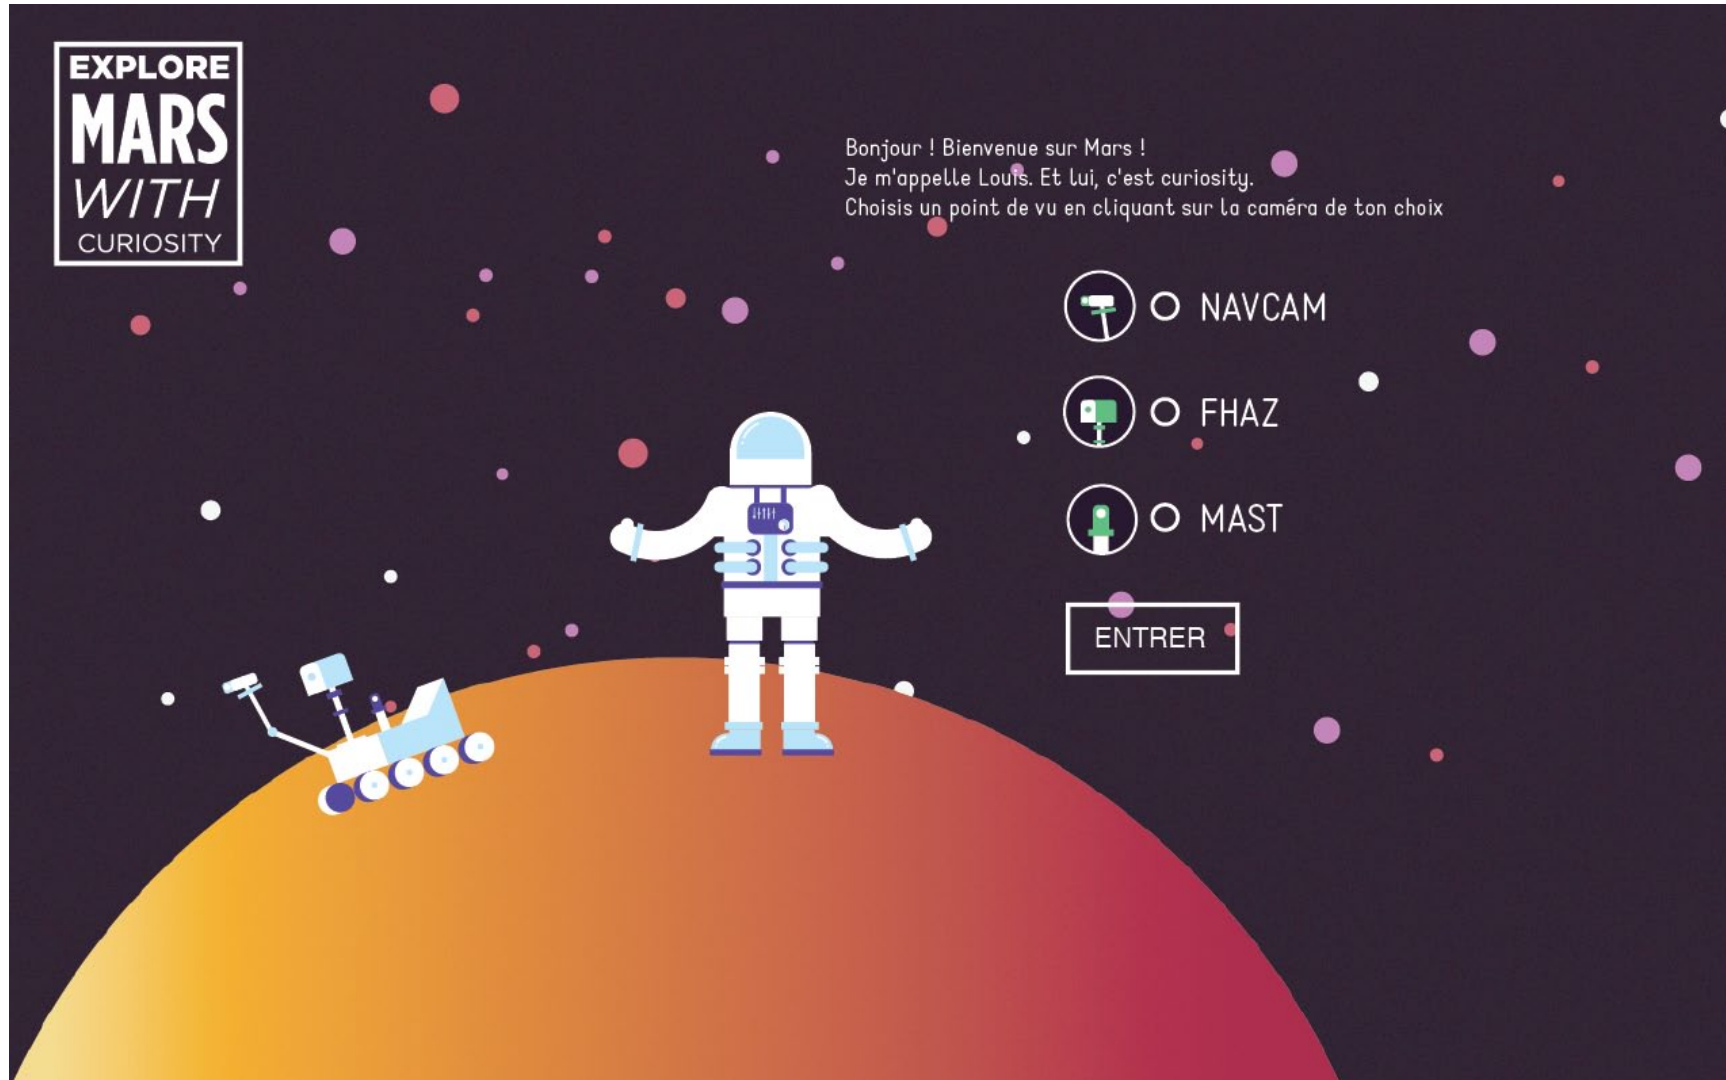 EXPLORE
MARS
WITH
CURIOSITY
Bonjour ! Bienvenue sur Mars !
Je m'appelle Louis. Et lui, c'est curiosity.
Choisis un point de vu en cliquant sur la caméra de ton choix
NAVCAM
FHAZ
MAST
ENTRER